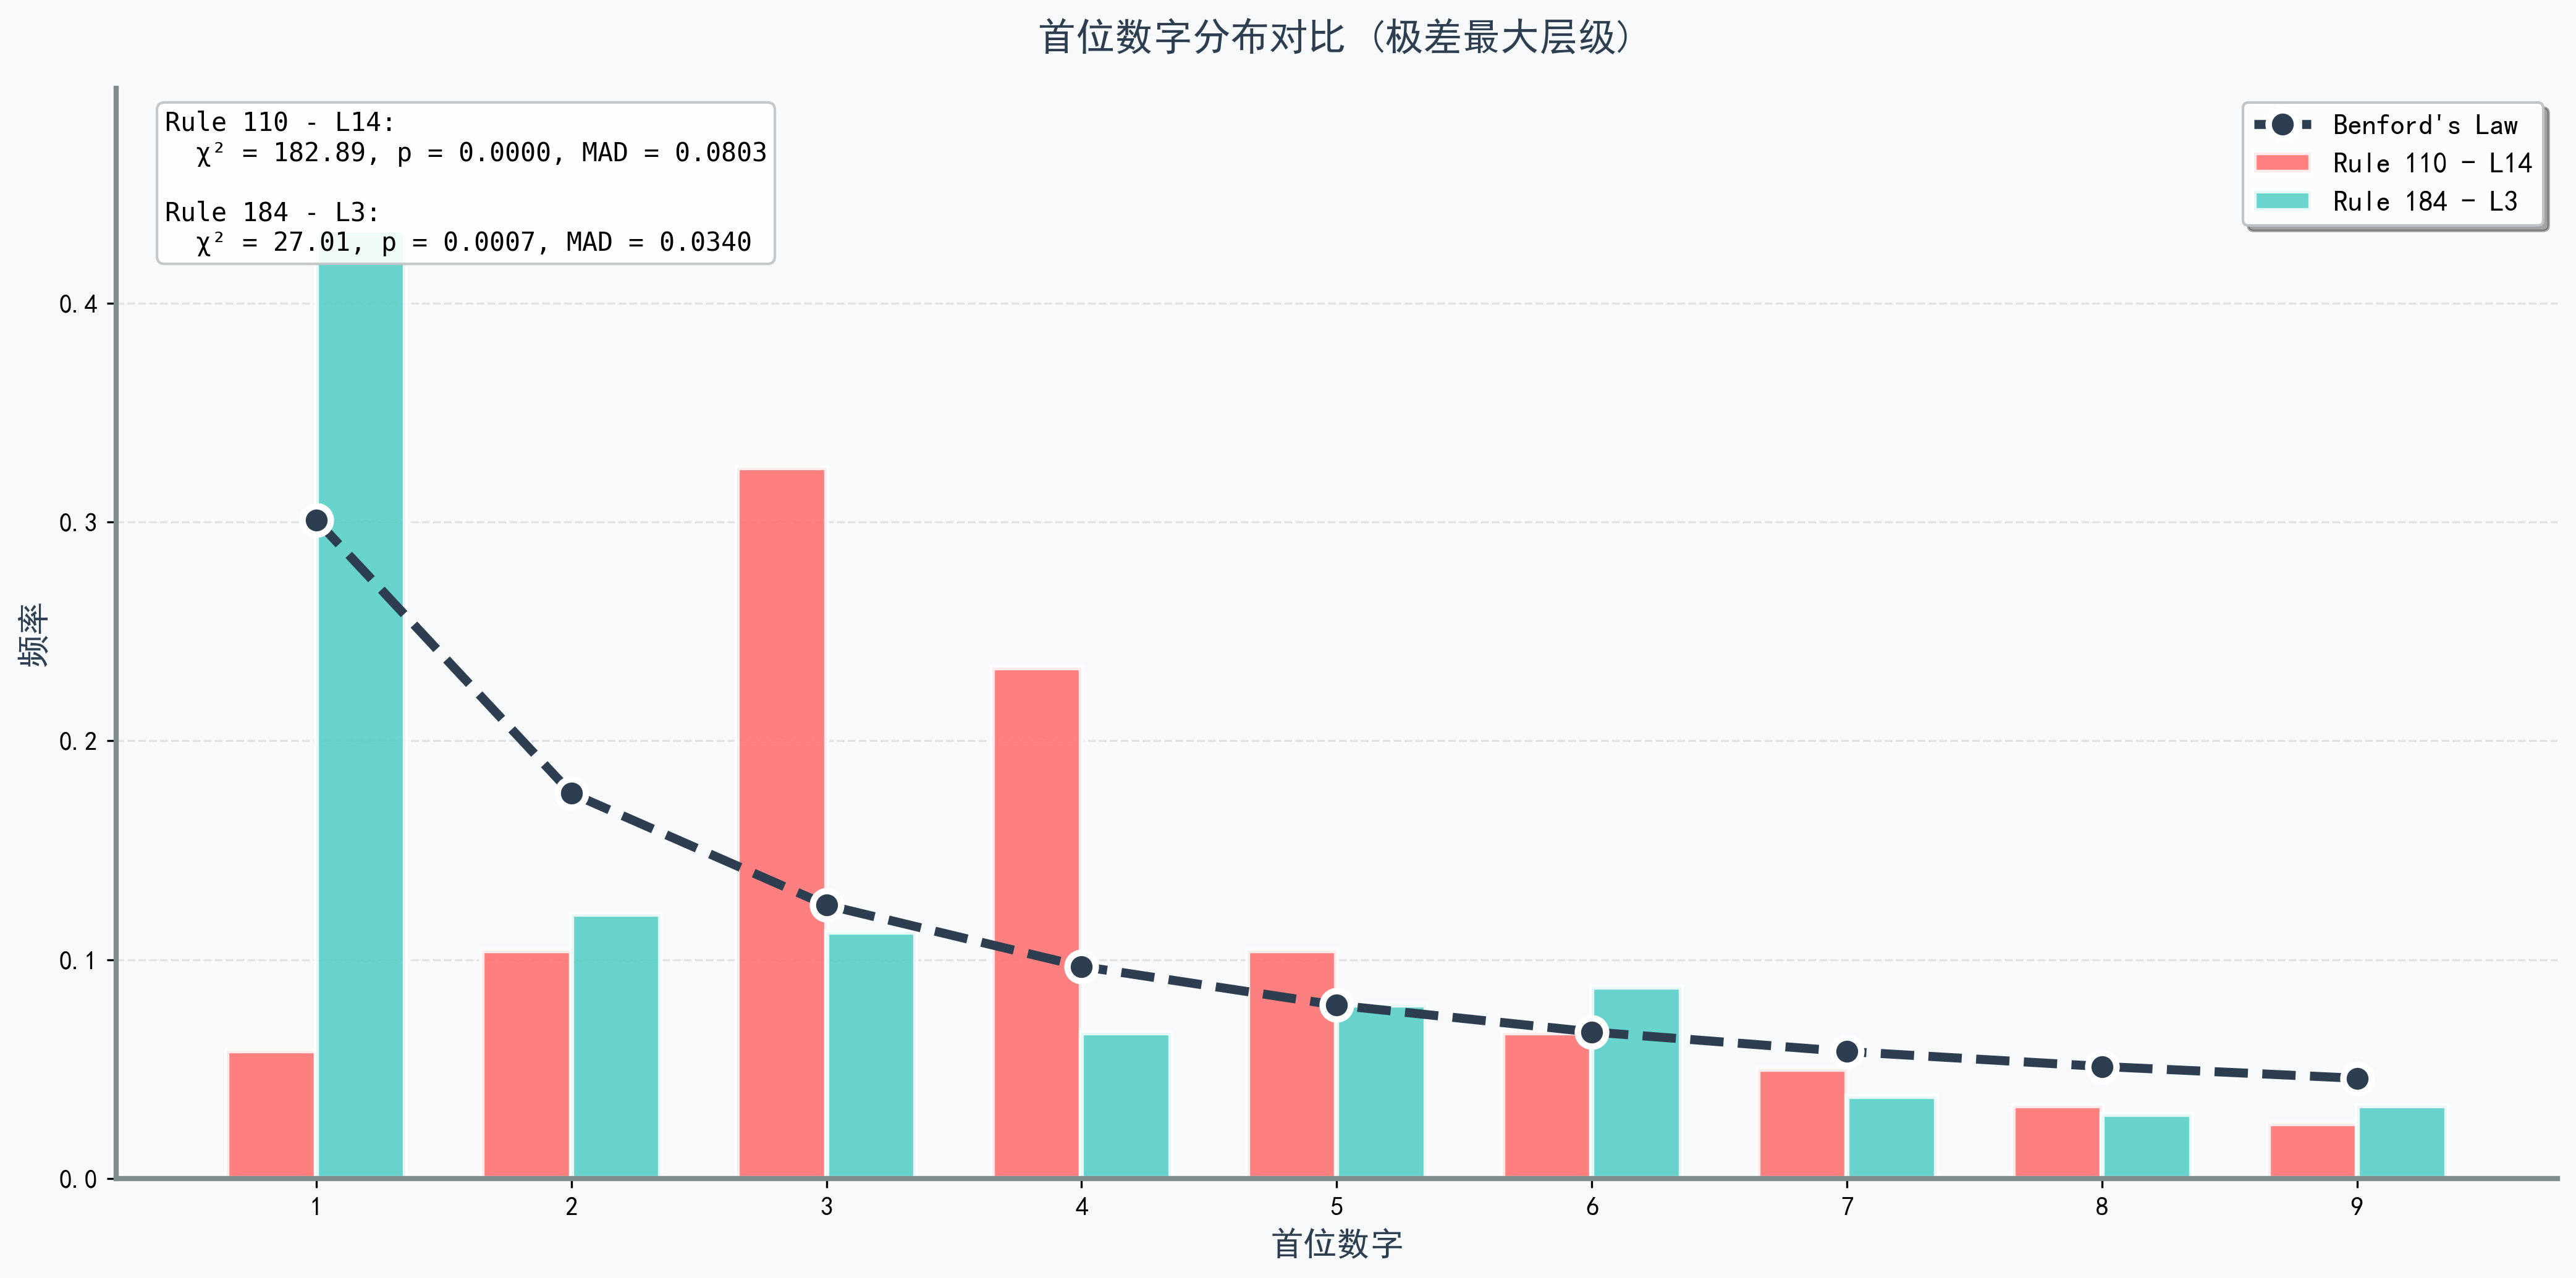 首位数字分布对比 (极差最大层级)
Rule 110 - L14:
χ² = 182.89, p = 0.0000, MAD = 0.0803
Rule 184 - L3:
χ² = 27.01, p = 0.0007, MAD = 0.0340
Benford's Law
Rule 110 - L14
Rule 184 - L3
频率
0.4
0.3
0.2
0.1
0.0
1 2 3 4 5 6 7 8 9
首位数字